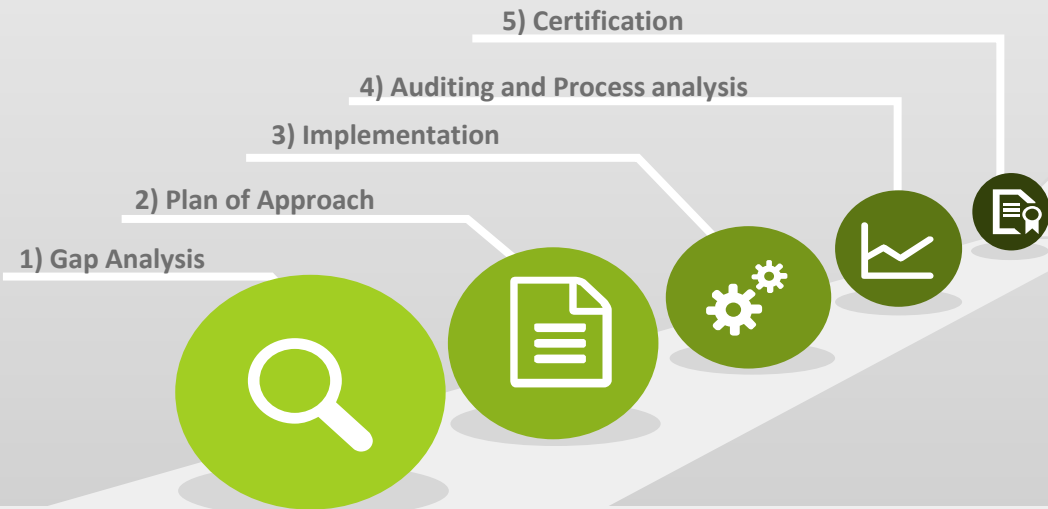 5) Certification
4) Auditing and Process analysis
3) Implementation
2) Plan of Approach
1) Gap Analysis